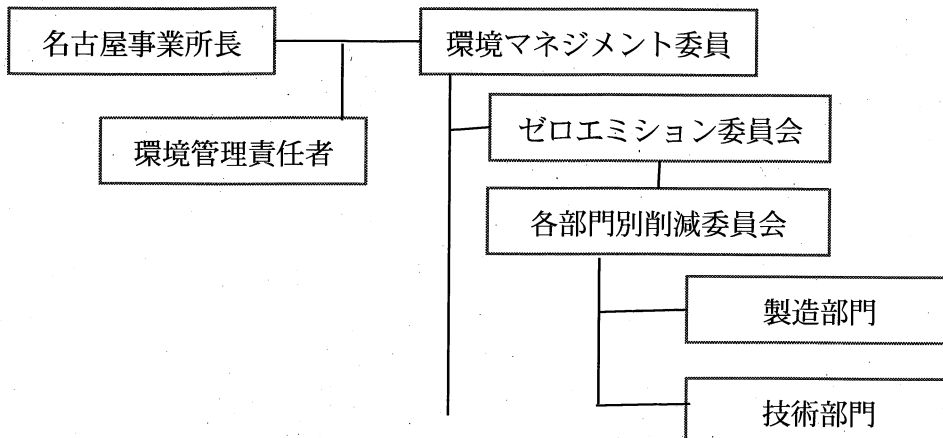 名古屋事業所長
環境マネジメント委員
環境管理責任者
ゼロエミション委員会
各部門別削減委員会
製造部門
技術部門